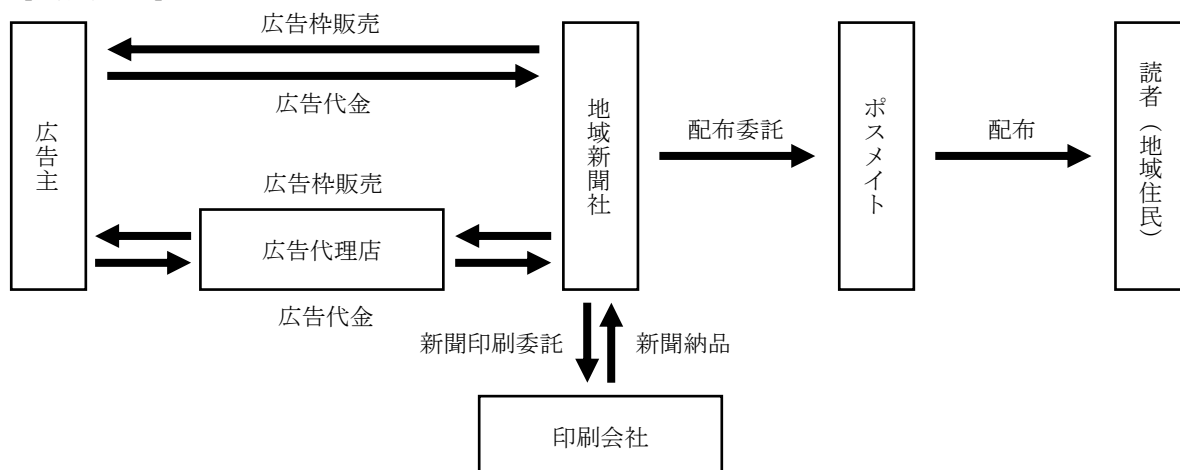 広告枠販売
広告代金
広告主
広告枠販売
広告代理店
広告代金
地域新聞社
配布委託
ポスメイト
配布
読者（地域住民）
新聞印刷委託
新聞納品
印刷会社